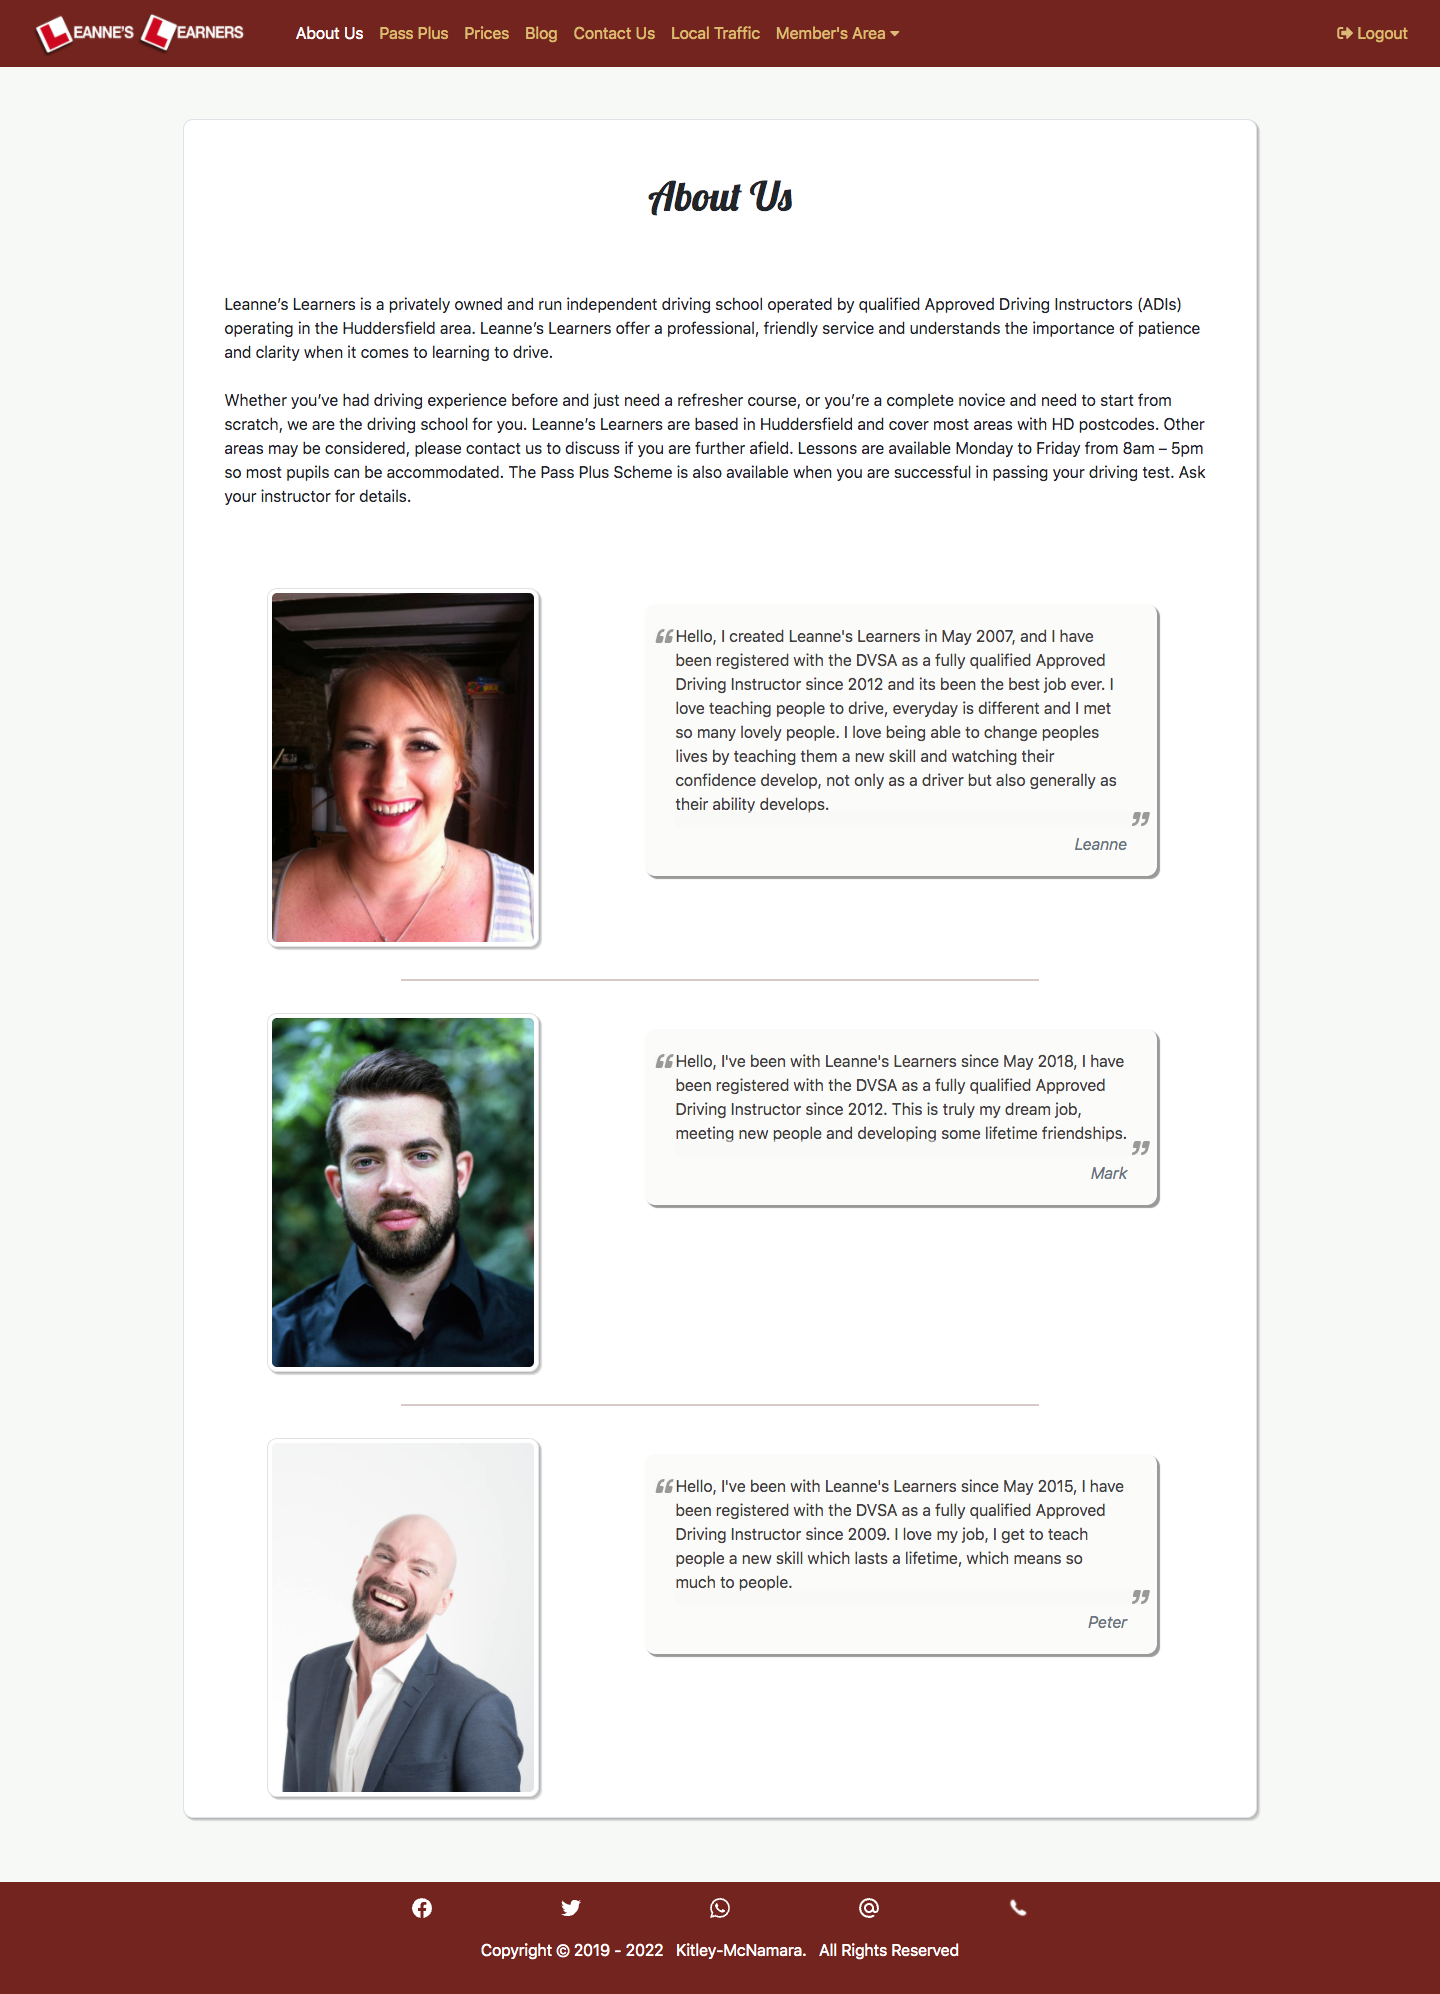 LEANNE'S LEARNERS About Us Pass Plus Prices Blog Contact Us Local Traffic Member's Area Logout
About Us
Leanne’s Learners is a privately owned and run independent driving school operated by qualified Approved Driving Instructors (ADIs)
operating in the Huddersfield area. Leanne’s Learners offer a professional, friendly service and understands the importance of patience
and clarity when it comes to learning to drive.
Whether you’ve had driving experience before and just need a refresher course, or you’re a complete novice and need to start from
scratch, we are the driving school for you. Leanne’s Learners are based in Huddersfield and cover most areas with HD postcodes. Other
areas may be considered, please contact us to discuss if you are further afield. Lessons are available Monday to Friday from 8am – 5pm
so most pupils can be accommodated. The Pass Plus Scheme is also available when you are successful in passing your driving test. Ask
your instructor for details.
“Hello, I created Leanne's Learners in May 2007, and I have
been registered with the DVSA as a fully qualified Approved
Driving Instructor since 2012 and its been the best job ever. I
love teaching people to drive, everyday is different and I met
so many lovely people. I love being able to change peoples
lives by teaching them a new skill and watching their
confidence develop, not only as a driver but also generally as
their ability develops.
”
Leanne
“Hello, I've been with Leanne's Learners since May 2018, I have
been registered with the DVSA as a fully qualified Approved
Driving Instructor since 2012. This is truly my dream job,
meeting new people and developing some lifetime friendships.
”
Mark
“Hello, I've been with Leanne's Learners since May 2015, I have
been registered with the DVSA as a fully qualified Approved
Driving Instructor since 2009. I love my job, I get to teach
people a new skill which lasts a lifetime, which means so
much to people.
”
Peter
Copyright © 2019 - 2022 Kitley-McNamara. All Rights Reserved